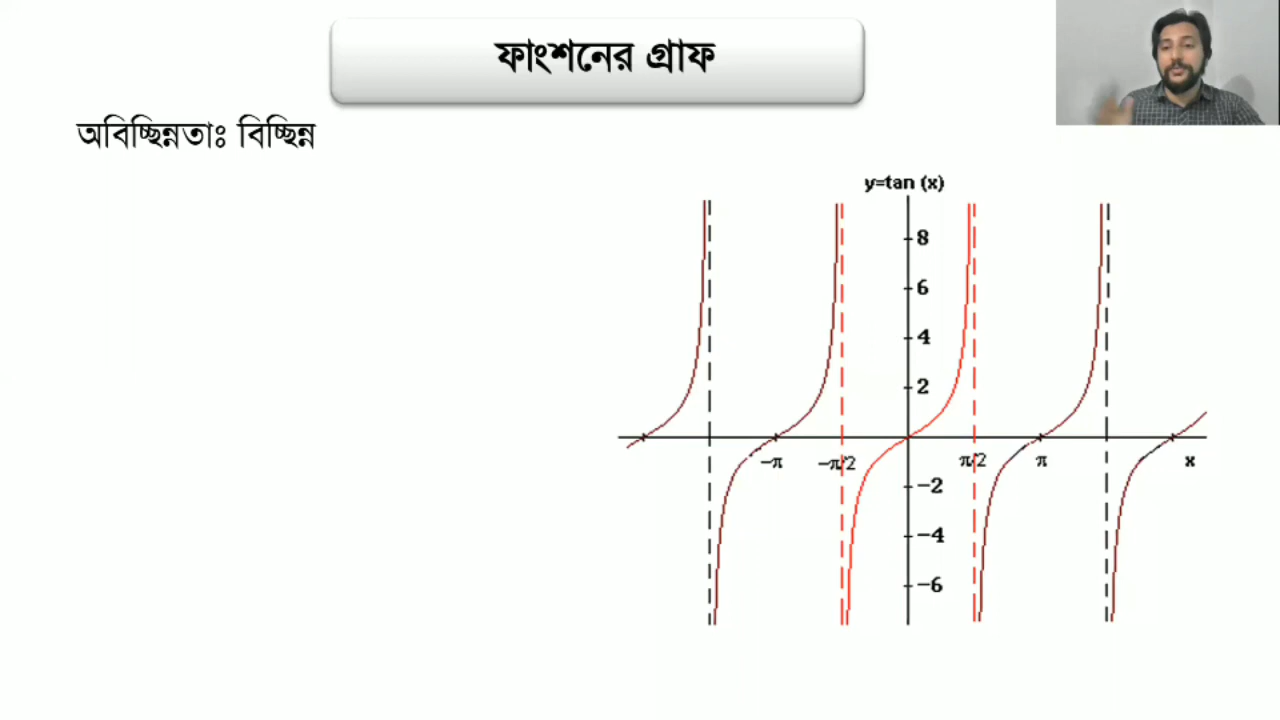 ফাংশনের গ্রাফ
অবিচ্ছিন্নতাঃ বিচ্ছিন্ন
y=tan (x)
8
6
4
2
−π
−π/2
π/2
π
x
−2
−4
−6